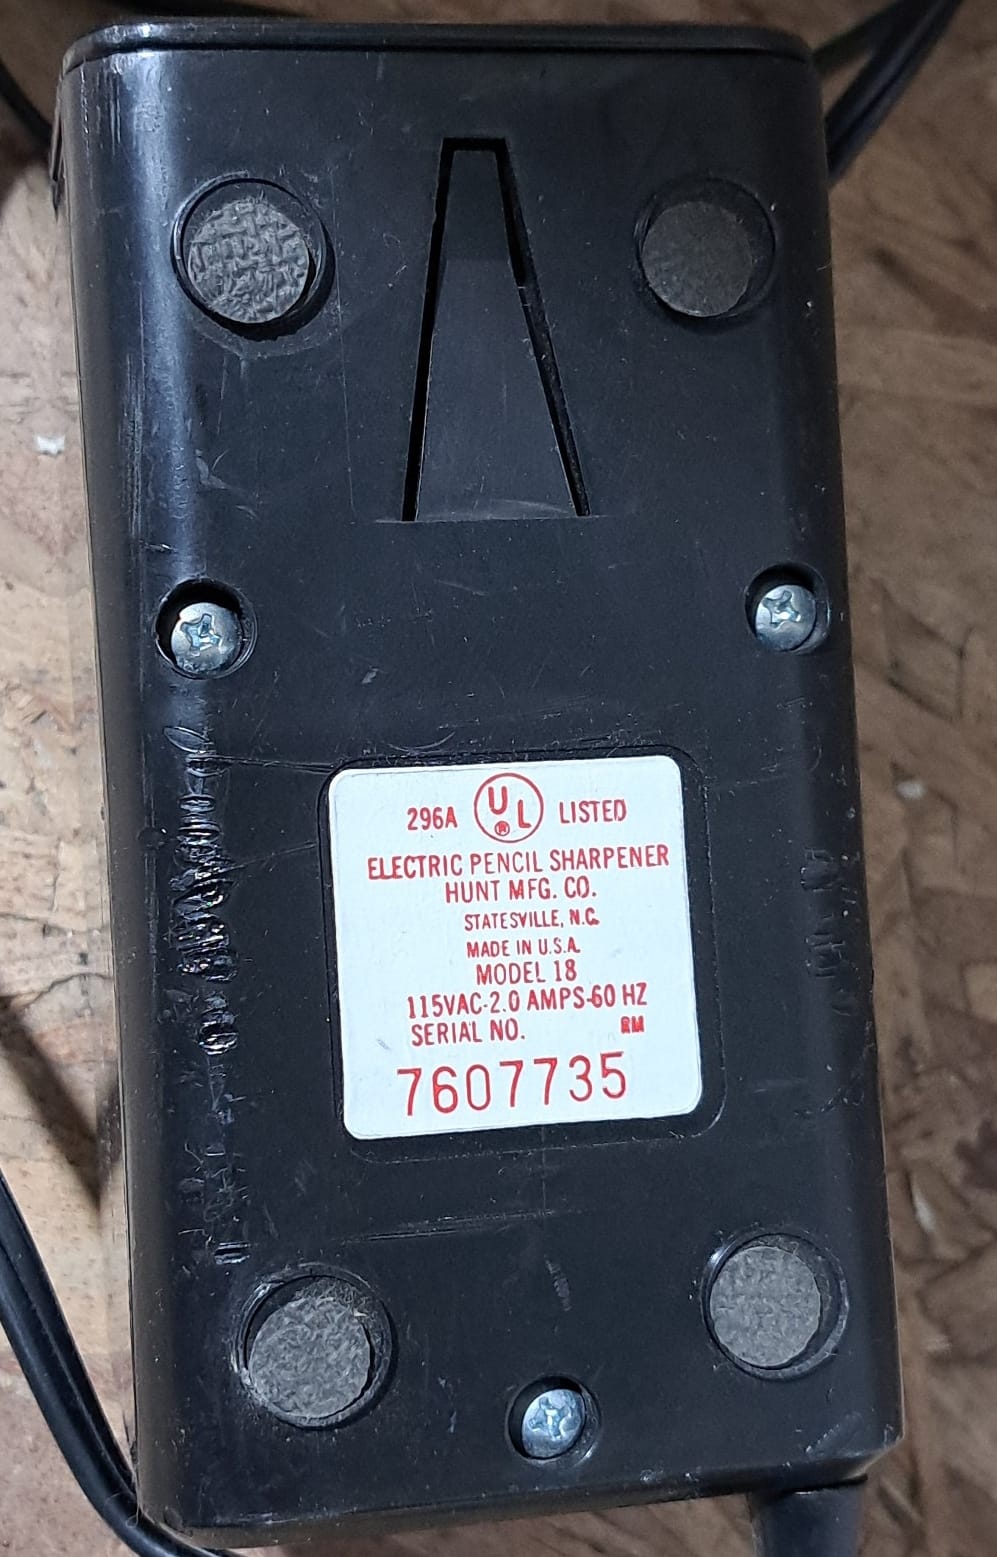 296A UL ® LISTED
ELECTRIC PENCIL SHARPENER
HUNT MFG. CO.
STATESVILLE, N.C.
MADE IN U.S.A.
MODEL 18
115VAC-2.0 AMPS-60 HZ
SERIAL NO. RM
7607735